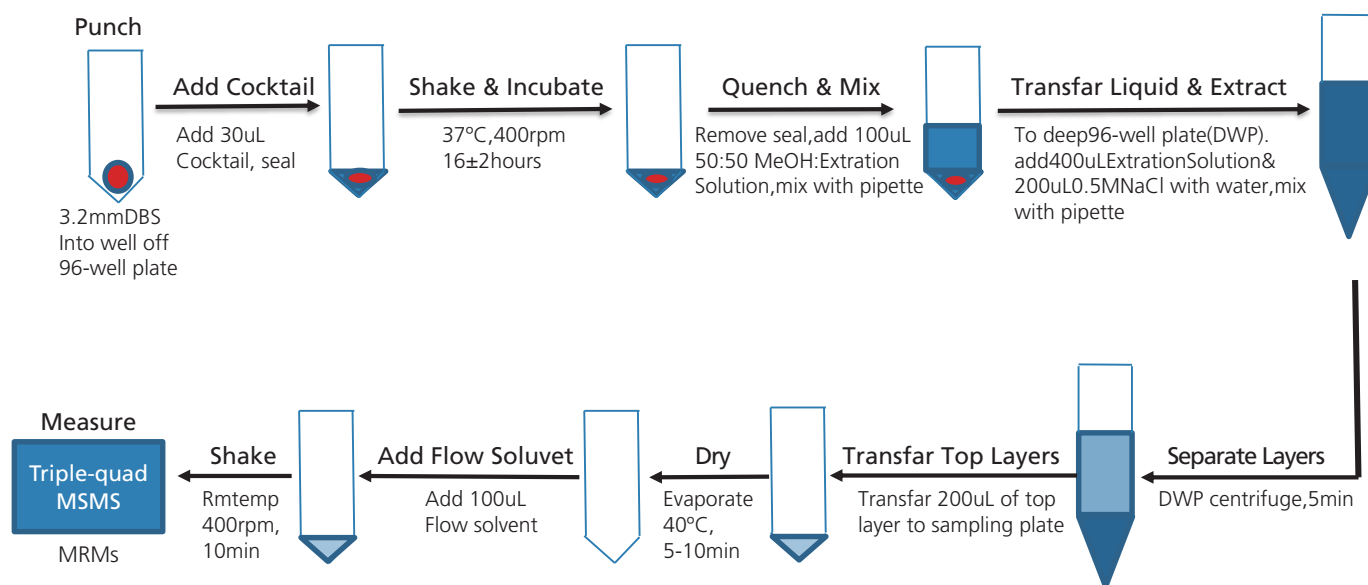 Punch
3.2mmDBS
Into well off
96-well plate
Add Cocktail
Add 30uL
Cocktail, seal
Shake & Incubate
37ºC,400rpm
16±2hours
Quench & Mix
Remove seal,add 100uL
50:50 MeOH:Extration
Solution,mix with pipette
Transfar Liquid & Extract
To deep96-well plate(DWP).
add400uLExtrationSolution&
200uL0.5MNaCl with water,mix
with pipette
Separate Layers
DWP centrifuge,5min
Transfar Top Layers
Transfar 200uL of top
layer to sampling plate
Dry
Evaporate
40ºC,
5-10min
Add Flow Soluvet
Add 100uL
Flow solvent
Shake
Rmtemp
400rpm,
10min
Measure
Triple-quad
MSMS
MRMs